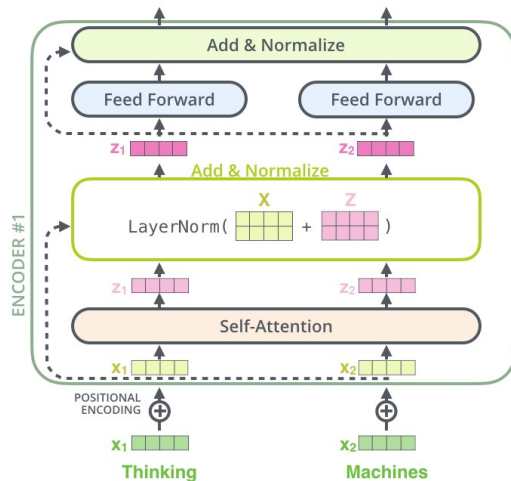 Add & Normalize
Feed Forward Feed Forward
z1 z2
Add & Normalize
X Z
LayerNorm( + )
z1 z2
Self-Attention
x1 x2
POSITIONAL
ENCODING
x1 x2
Thinking Machines
ENCODER #1